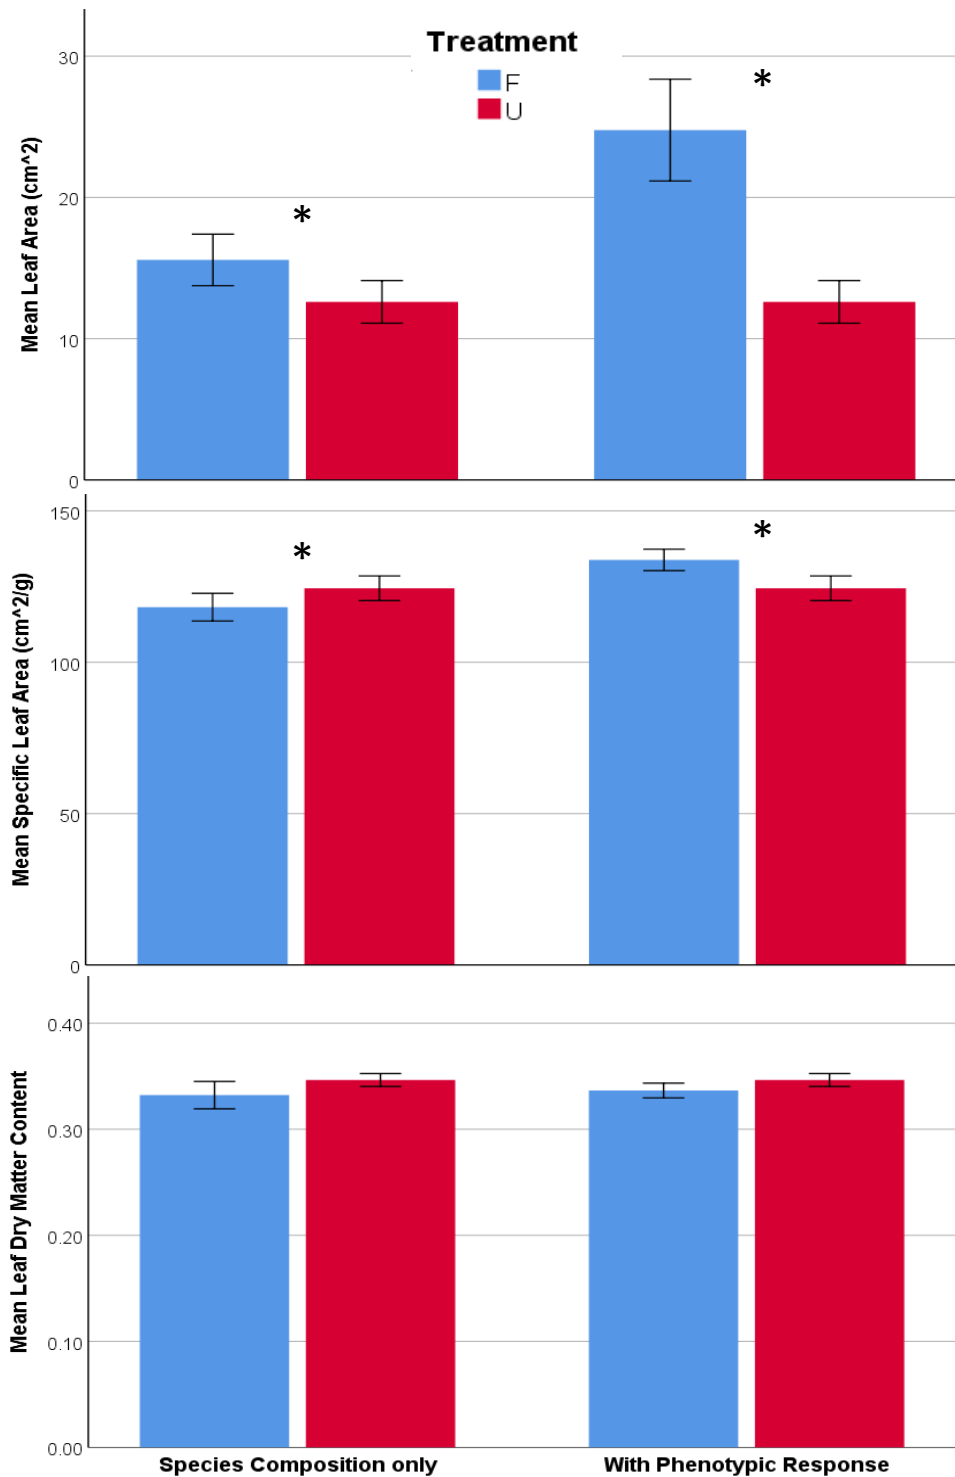 Treatment
F
U
*
*
30
20
10
0
Mean Leaf Area (cm^2)
*
*
150
100
50
0
Mean Specific Leaf Area (cm^2/g)
0.40
0.30
0.20
0.10
0.00
Mean Leaf Dry Matter Content
Species Composition only
With Phenotypic Response